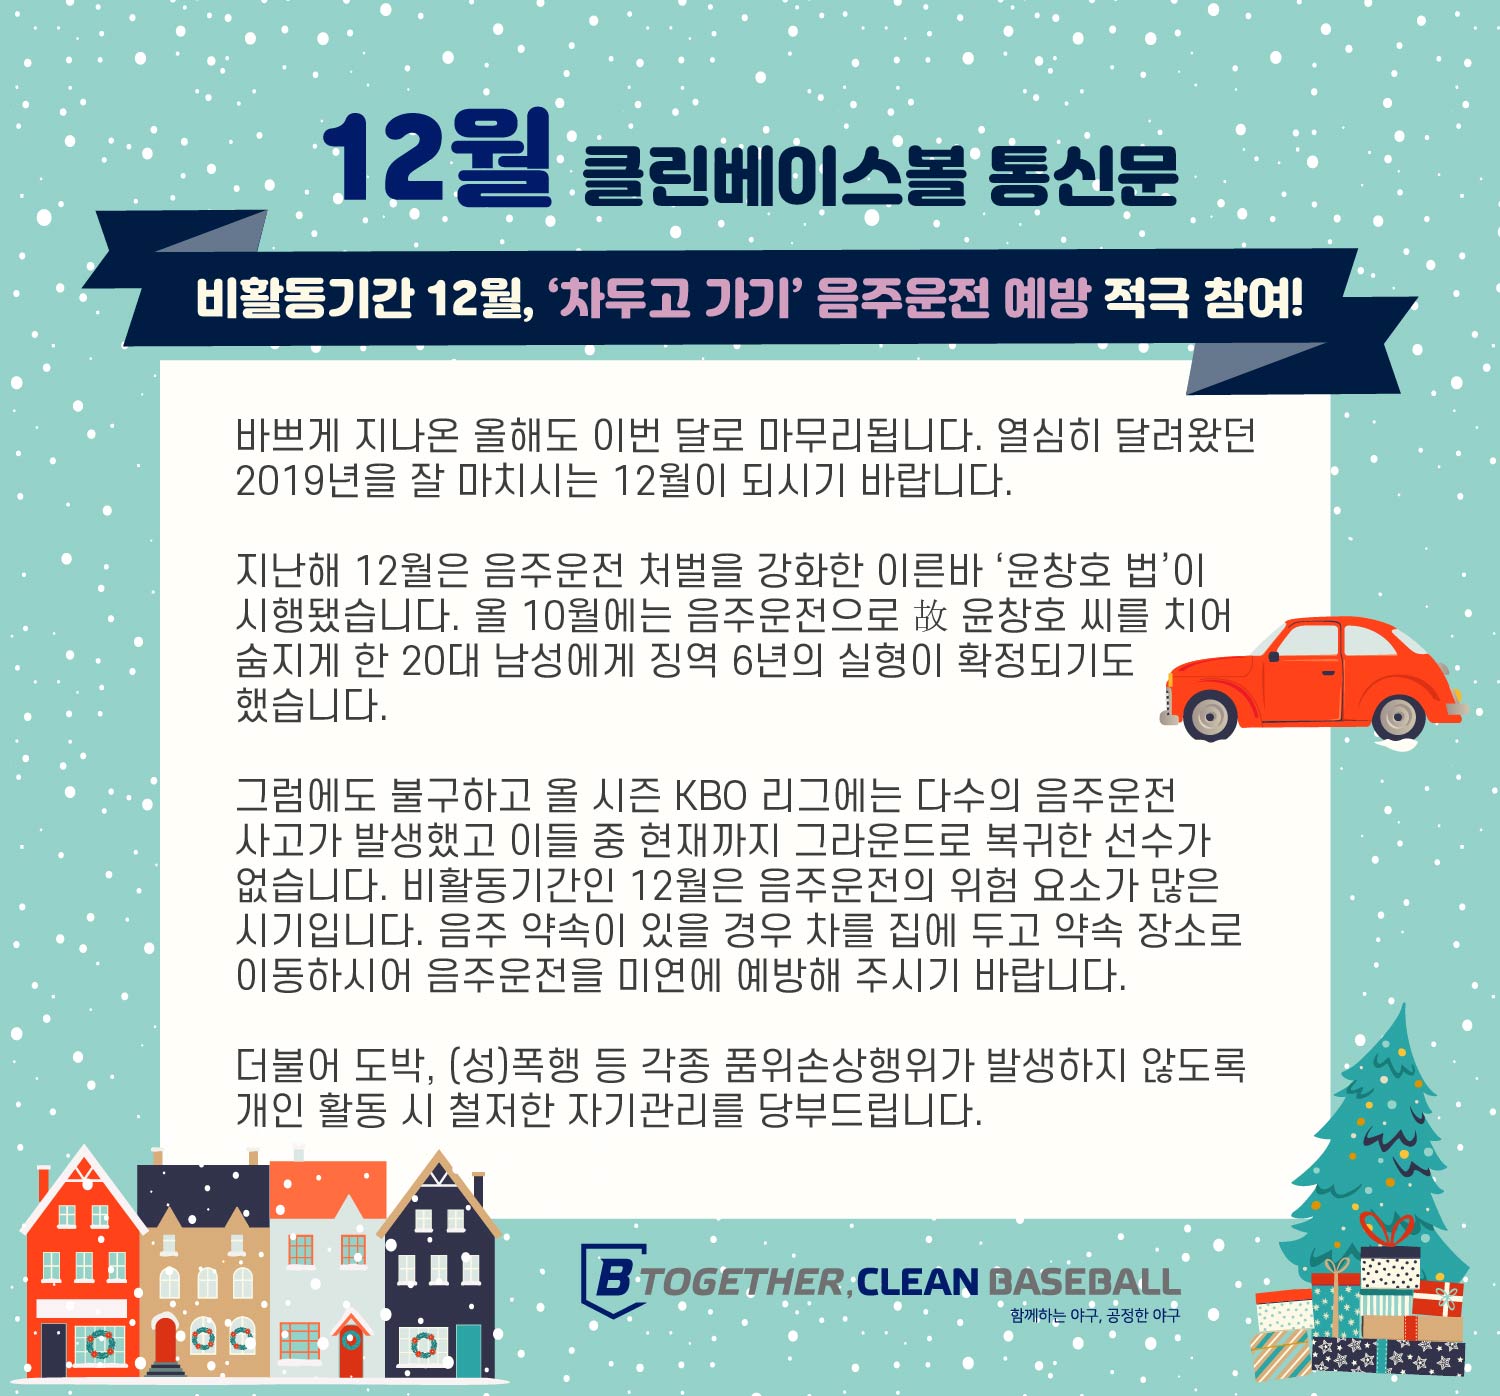 12월 클린베이스볼 통신문
비활동기간 12월, ‘차두고 가기’ 음주운전 예방 적극 참여!
바쁘게 지나온 올해도 이번 달로 마무리됩니다. 열심히 달려왔던
2019년을 잘 마치시는 12월이 되시기 바랍니다.
지난해 12월은 음주운전 처벌을 강화한 이른바 ‘윤창호 법’이
시행됐습니다. 올 10월에는 음주운전으로 故 윤창호 씨를 치어
숨지게 한 20대 남성에게 징역 6년의 실형이 확정되기도
했습니다.
그럼에도 불구하고 올 시즌 KBO 리그에는 다수의 음주운전
사고가 발생했고 이들 중 현재까지 그라운드로 복귀한 선수가
없습니다. 비활동기간인 12월은 음주운전의 위험 요소가 많은
시기입니다. 음주 약속이 있을 경우 차를 집에 두고 약속 장소로
이동하시어 음주운전을 미연에 예방해 주시기 바랍니다.
더불어 도박, (성)폭행 등 각종 품위손상행위가 발생하지 않도록
개인 활동 시 철저한 자기관리를 당부드립니다.
B TOGETHER, CLEAN BASEBALL
함께하는 야구, 공정한 야구